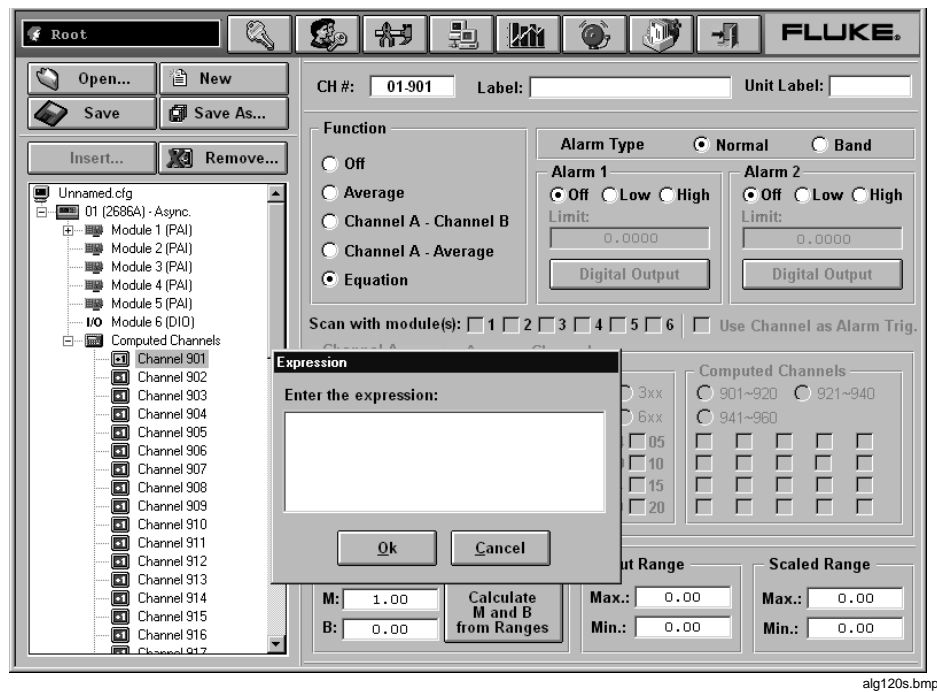 Root
FLUKE®
Open...
New
Save
Save As...
Insert...
Remove...
Unnamed.cfg
01 (2686A) - Async.
Module 1 (PAI)
Module 2 (PAI)
Module 3 (PAI)
Module 4 (PAI)
Module 5 (PAI)
I/O Module 6 (DIO)
Computed Channels
Channel 901
Channel 902
Channel 903
Channel 904
Channel 905
Channel 906
Channel 907
Channel 908
Channel 909
Channel 910
Channel 911
Channel 912
Channel 913
Channel 914
Channel 915
Channel 916
Channel 917
CH #: 01-901 Label: Unit Label:
Function
Off
Average
Channel A - Channel B
Channel A - Average
Equation
Alarm Type Normal Band
Alarm 1
Off Low High
Limit:
0.0000
Digital Output
Alarm 2
Off Low High
Limit:
0.0000
Digital Output
Scan with module(s): 1 2 3 4 5 6 Use Channel as Alarm Trig.
Expression
Enter the expression:
Ok Cancel
3xx
6xx
05
10
15
20
Computed Channels
901~920 921~940
941~960
M: 1.00
B: 0.00
Calculate
M and B
from Ranges
ut Range
Max.: 0.00
Min.: 0.00
Scaled Range
Max.: 0.00
Min.: 0.00
alg120s.bmp